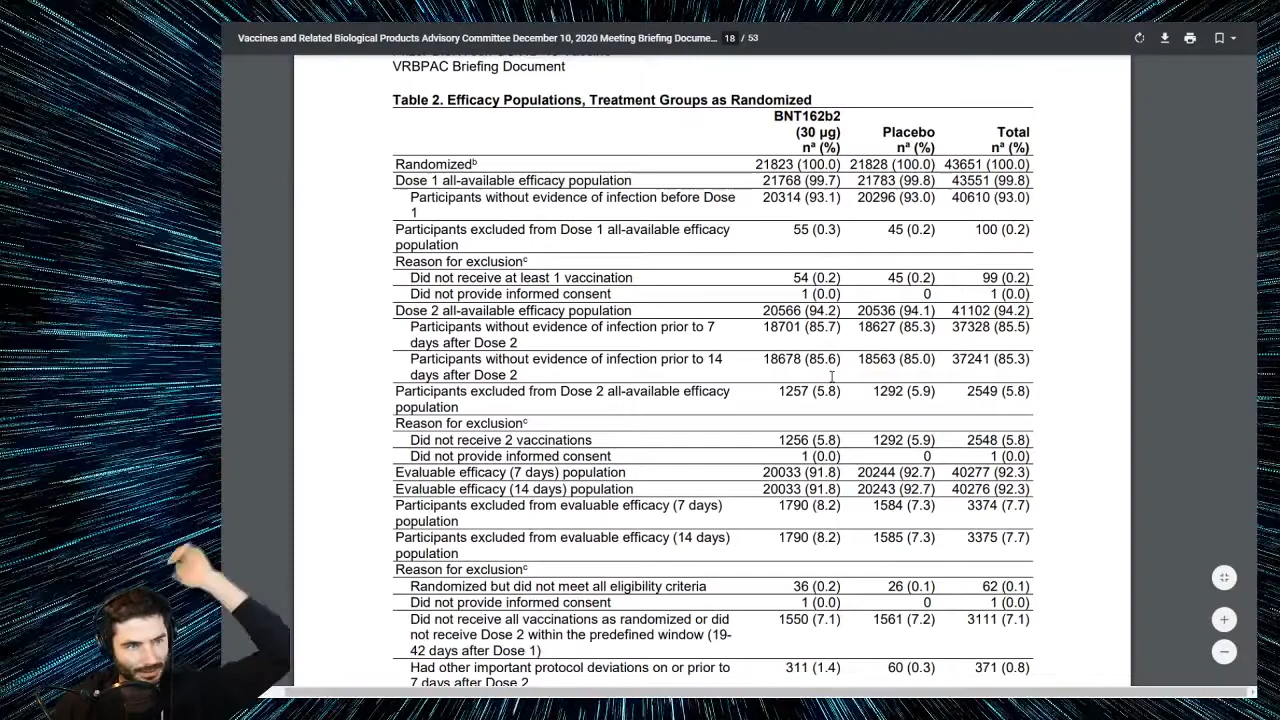 Vaccines and Related Biological Products Advisory Committee December 10, 2020 Meeting Briefing Docume... 18 / 53
VRBPAC Briefing Document
Table 2. Efficacy Populations, Treatment Groups as Randomized
BNT162b2
(30 µg) Placebo Total
nᵃ (%) nᵃ (%) nᵃ (%)
Randomizedᵇ 21823 (100.0) 21828 (100.0) 43651 (100.0)
Dose 1 all-available efficacy population 21768 (99.7) 21783 (99.8) 43551 (99.8)
Participants without evidence of infection before Dose 20314 (93.1) 20296 (93.0) 40610 (93.0)
1
Participants excluded from Dose 1 all-available efficacy 55 (0.3) 45 (0.2) 100 (0.2)
population
Reason for exclusionᶜ
Did not receive at least 1 vaccination 54 (0.2) 45 (0.2) 99 (0.2)
Did not provide informed consent 1 (0.0) 0 1 (0.0)
Dose 2 all-available efficacy population 20566 (94.2) 20536 (94.1) 41102 (94.2)
Participants without evidence of infection prior to 7 18701 (85.7) 18627 (85.3) 37328 (85.5)
days after Dose 2
Participants without evidence of infection prior to 14 18678 (85.6) 18563 (85.0) 37241 (85.3)
days after Dose 2
Participants excluded from Dose 2 all-available efficacy 1257 (5.8) 1292 (5.9) 2549 (5.8)
population
Reason for exclusionᶜ
Did not receive 2 vaccinations 1256 (5.8) 1292 (5.9) 2548 (5.8)
Did not provide informed consent 1 (0.0) 0 1 (0.0)
Evaluable efficacy (7 days) population 20033 (91.8) 20244 (92.7) 40277 (92.3)
Evaluable efficacy (14 days) population 20033 (91.8) 20243 (92.7) 40276 (92.3)
Participants excluded from evaluable efficacy (7 days) 1790 (8.2) 1584 (7.3) 3374 (7.7)
population
Participants excluded from evaluable efficacy (14 days) 1790 (8.2) 1585 (7.3) 3375 (7.7)
population
Reason for exclusionᶜ
Randomized but did not meet all eligibility criteria 36 (0.2) 26 (0.1) 62 (0.1)
Did not provide informed consent 1 (0.0) 0 1 (0.0)
Did not receive all vaccinations as randomized or did 1550 (7.1) 1561 (7.2) 3111 (7.1)
not receive Dose 2 within the predefined window (19-
42 days after Dose 1)
Had other important protocol deviations on or prior to 311 (1.4) 60 (0.3) 371 (0.8)
7 days after Dose 2